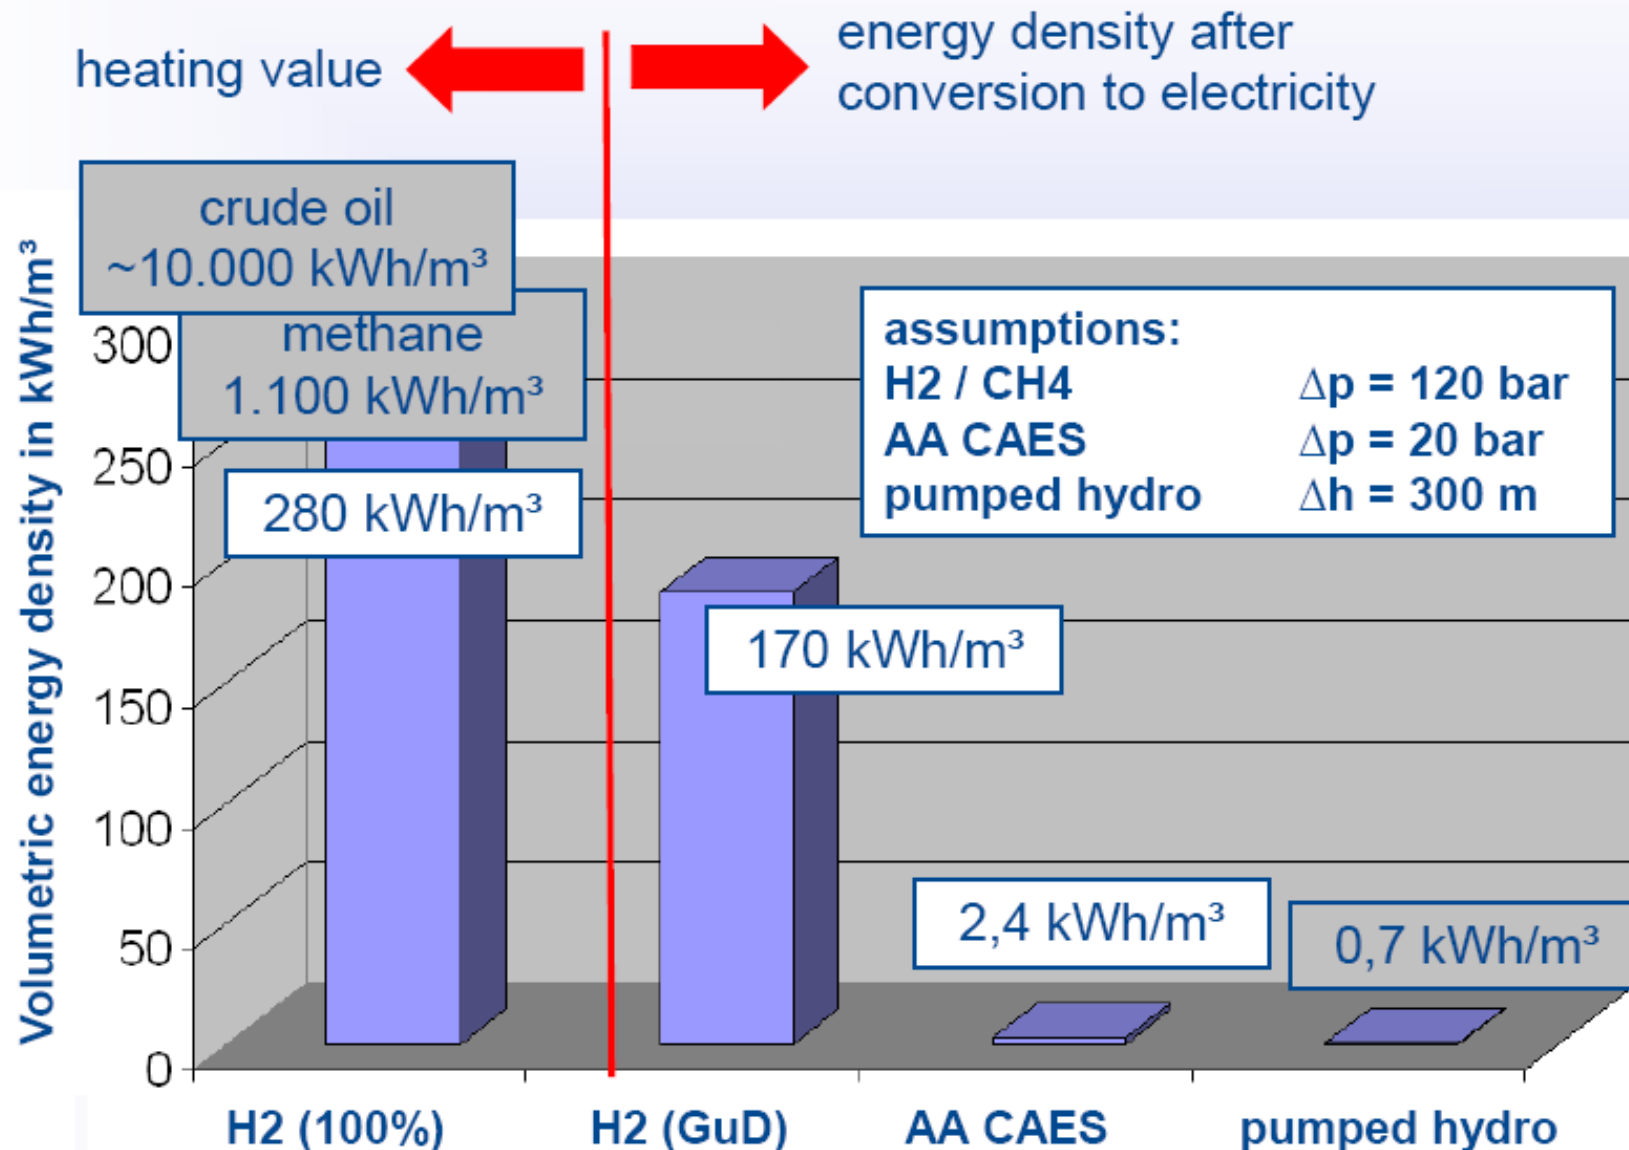 heating value
energy density after
conversion to electricity
crude oil
~10.000 kWh/m³
methane
1.100 kWh/m³
Volumetric energy density in kWh/m³
300
250
200
150
100
50
0
280 kWh/m³
170 kWh/m³
2,4 kWh/m³
0,7 kWh/m³
assumptions:
H2 / CH4 Δp = 120 bar
AA CAES Δp = 20 bar
pumped hydro Δh = 300 m
H2 (100%) H2 (GuD) AA CAES pumped hydro